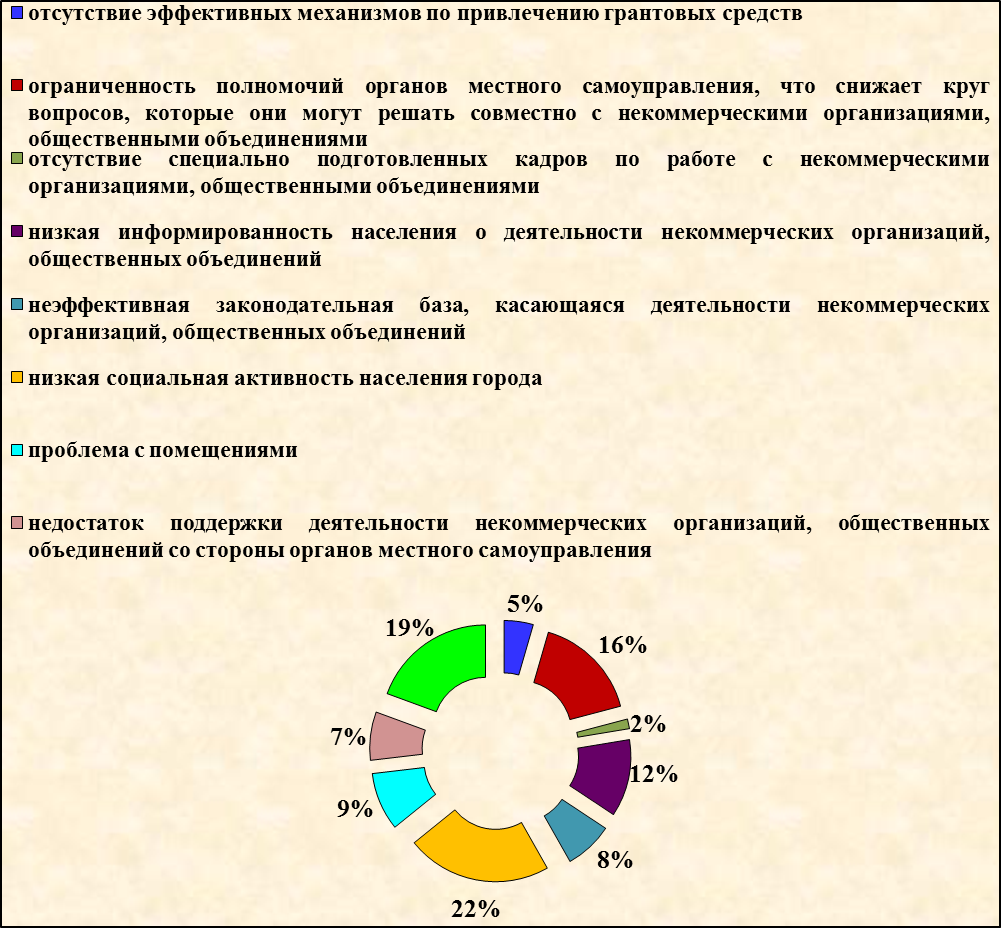 отсутствие эффективных механизмов по привлечению грантовых средств
ограниченность полномочий органов местного самоуправления, что снижает круг
вопросов, которые они могут решать совместно с некоммерческими организациями,
общественными объединениями
отсутствие специально подготовленных кадров по работе с некоммерческими
организациями, общественными объединениями
низкая информированность населения о деятельности некоммерческих организаций,
общественных объединений
неэффективная законодательная база, касающаяся деятельности некоммерческих
организаций, общественных объединений
низкая социальная активность населения города
проблема с помещениями
недостаток поддержки деятельности некоммерческих организаций, общественных
объединений со стороны органов местного самоуправления
5%
19%
16%
2%
7%
12%
9%
8%
22%